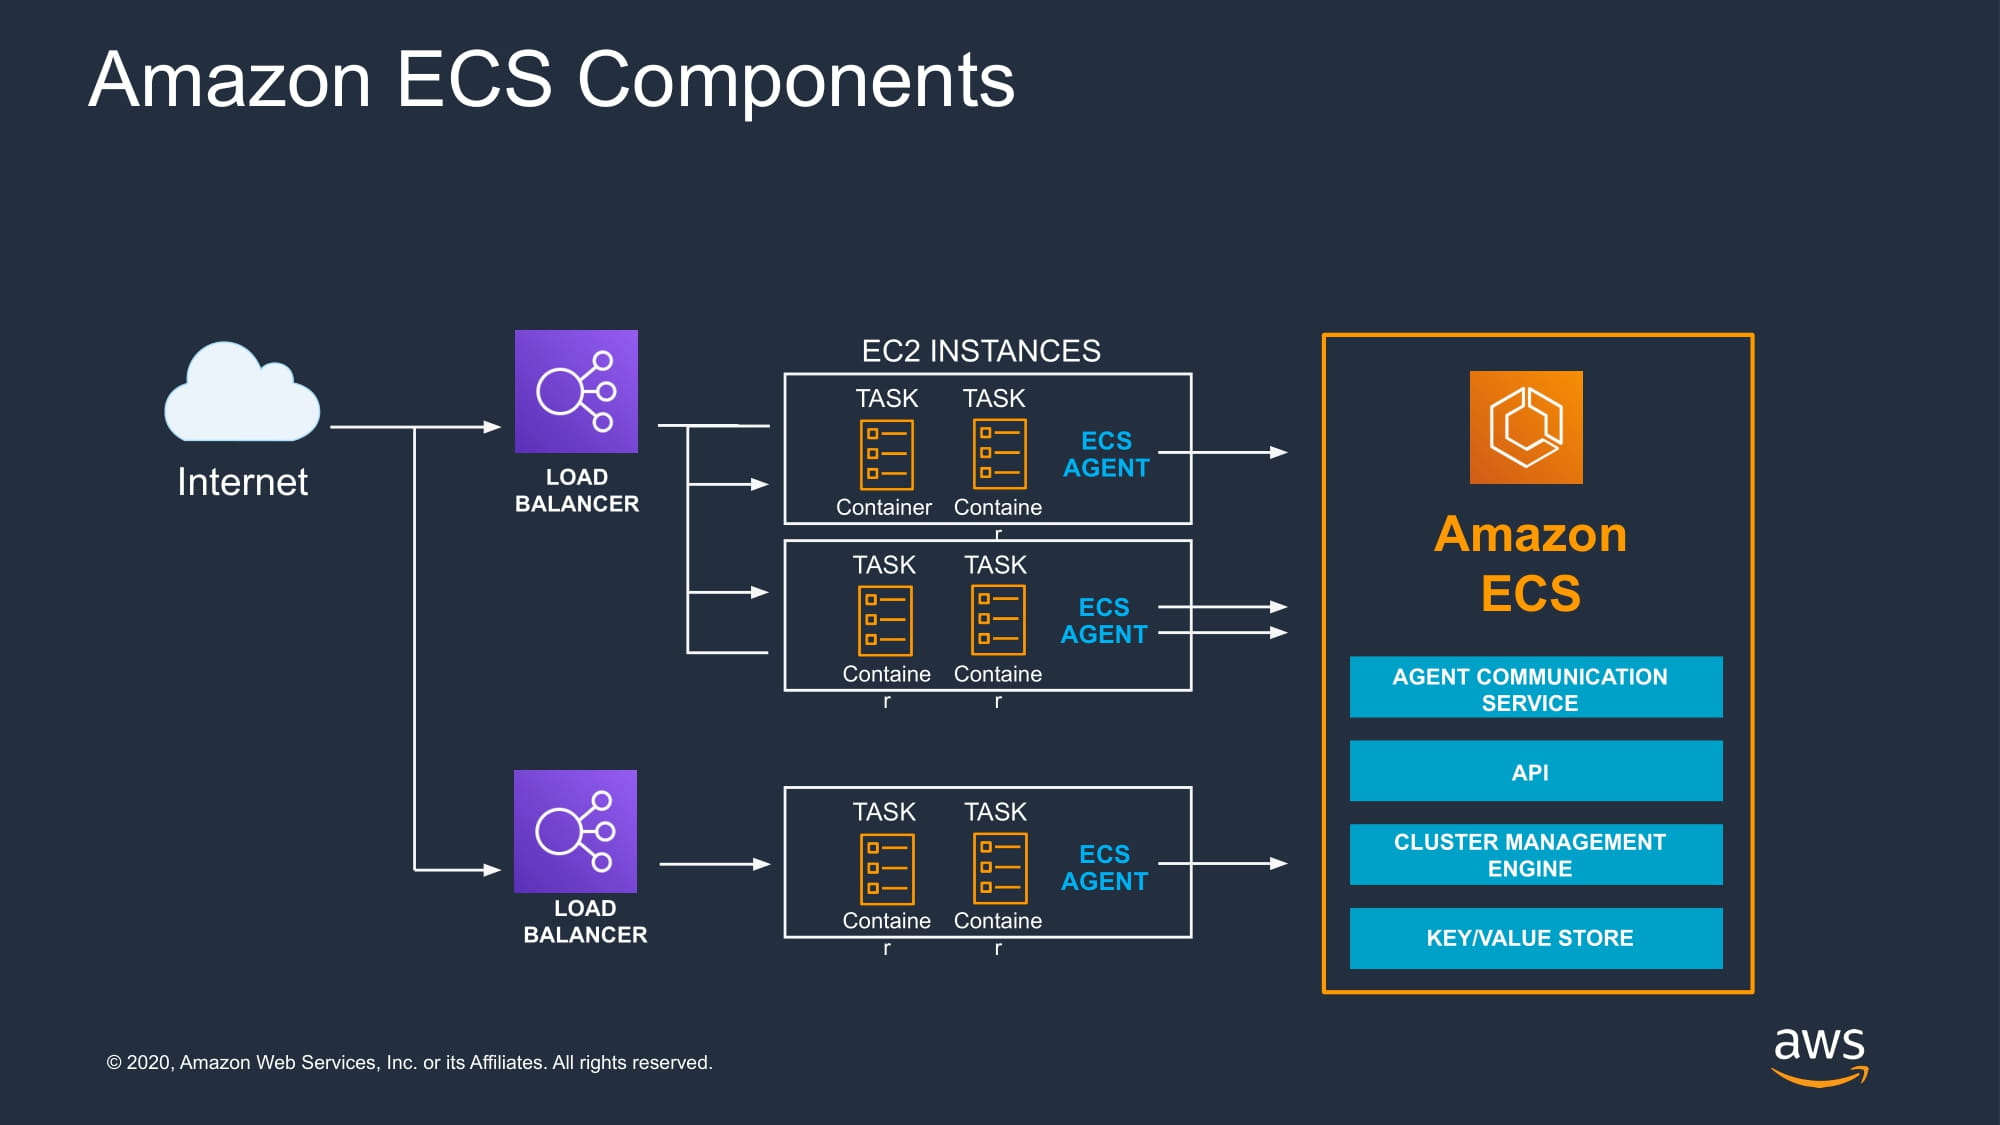 Amazon ECS Components
Internet
LOAD
BALANCER
EC2 INSTANCES
TASK TASK
ECS
AGENT
Container Containe
r
TASK TASK
ECS
AGENT
Containe Containe
r r
LOAD
BALANCER
TASK TASK
ECS
AGENT
Containe Containe
r r
Amazon
ECS
AGENT COMMUNICATION
SERVICE
API
CLUSTER MANAGEMENT
ENGINE
KEY/VALUE STORE
© 2020, Amazon Web Services, Inc. or its Affiliates. All rights reserved.
aws